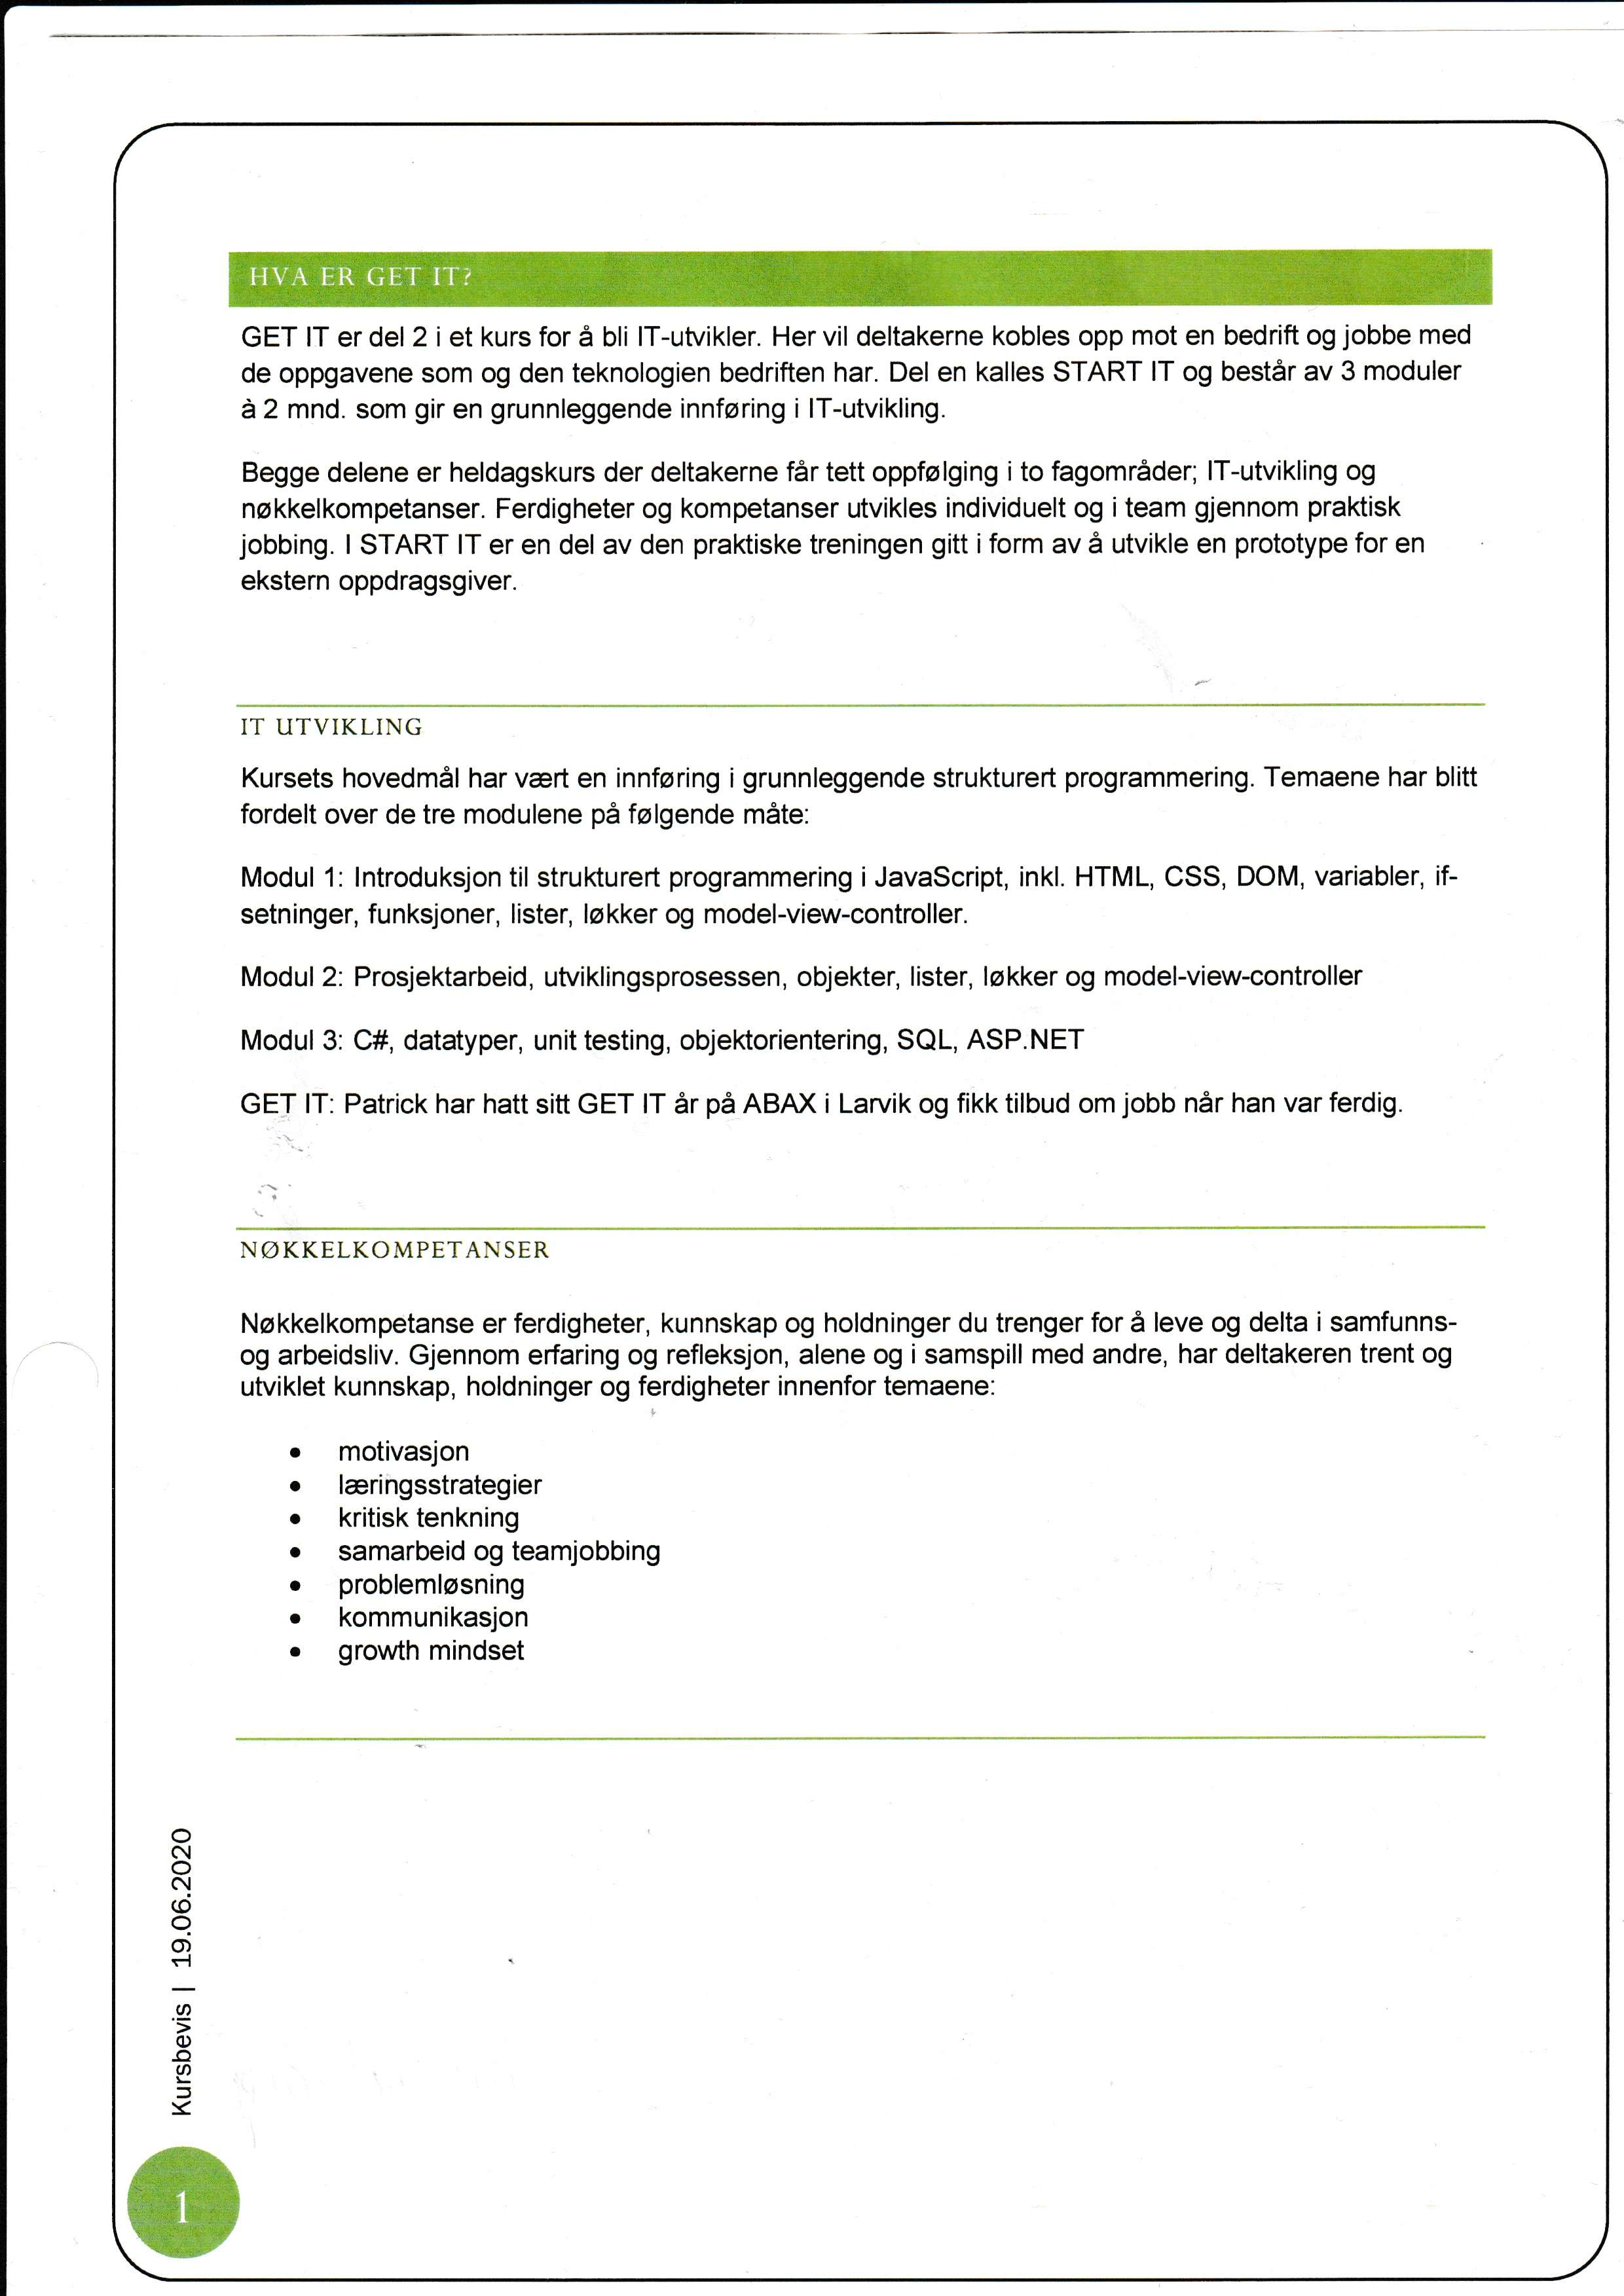 HVA ER GET IT?
GET IT er del 2 i et kurs for å bli IT-utvikler. Her vil deltakerne kobles opp mot en bedrift og jobbe med
de oppgavene som og den teknologien bedriften har. Del en kalles START IT og består av 3 moduler
à 2 mnd. som gir en grunnleggende innføring i IT-utvikling.
Begge delene er heldagskurs der deltakerne får tett oppfølging i to fagområder; IT-utvikling og
nøkkelkompetanser. Ferdigheter og kompetanser utvikles individuelt og i team gjennom praktisk
jobbing. I START IT er en del av den praktiske treningen gitt i form av å utvikle en prototype for en
ekstern oppdragsgiver.
IT UTVIKLING
Kursets hovedmål har vært en innføring i grunnleggende strukturert programmering. Temaene har blitt
fordelt over de tre modulene på følgende måte:
Modul 1: Introduksjon til strukturert programmering i JavaScript, inkl. HTML, CSS, DOM, variabler, if-
setninger, funksjoner, lister, løkker og model-view-controller.
Modul 2: Prosjektarbeid, utviklingsprosessen, objekter, lister, løkker og model-view-controller
Modul 3: C#, datatyper, unit testing, objektorientering, SQL, ASP.NET
GET IT: Patrick har hatt sitt GET IT år på ABAX i Larvik og fikk tilbud om jobb når han var ferdig.
NØKKELKOMPETANSER
Nøkkelkompetanse er ferdigheter, kunnskap og holdninger du trenger for å leve og delta i samfunns-
og arbeidsliv. Gjennom erfaring og refleksjon, alene og i samspill med andre, har deltakeren trent og
utviklet kunnskap, holdninger og ferdigheter innenfor temaene:
• motivasjon
• læringsstrategier
• kritisk tenkning
• samarbeid og teamjobbing
• problemløsning
• kommunikasjon
• growth mindset
Kursbevis | 19.06.2020
1